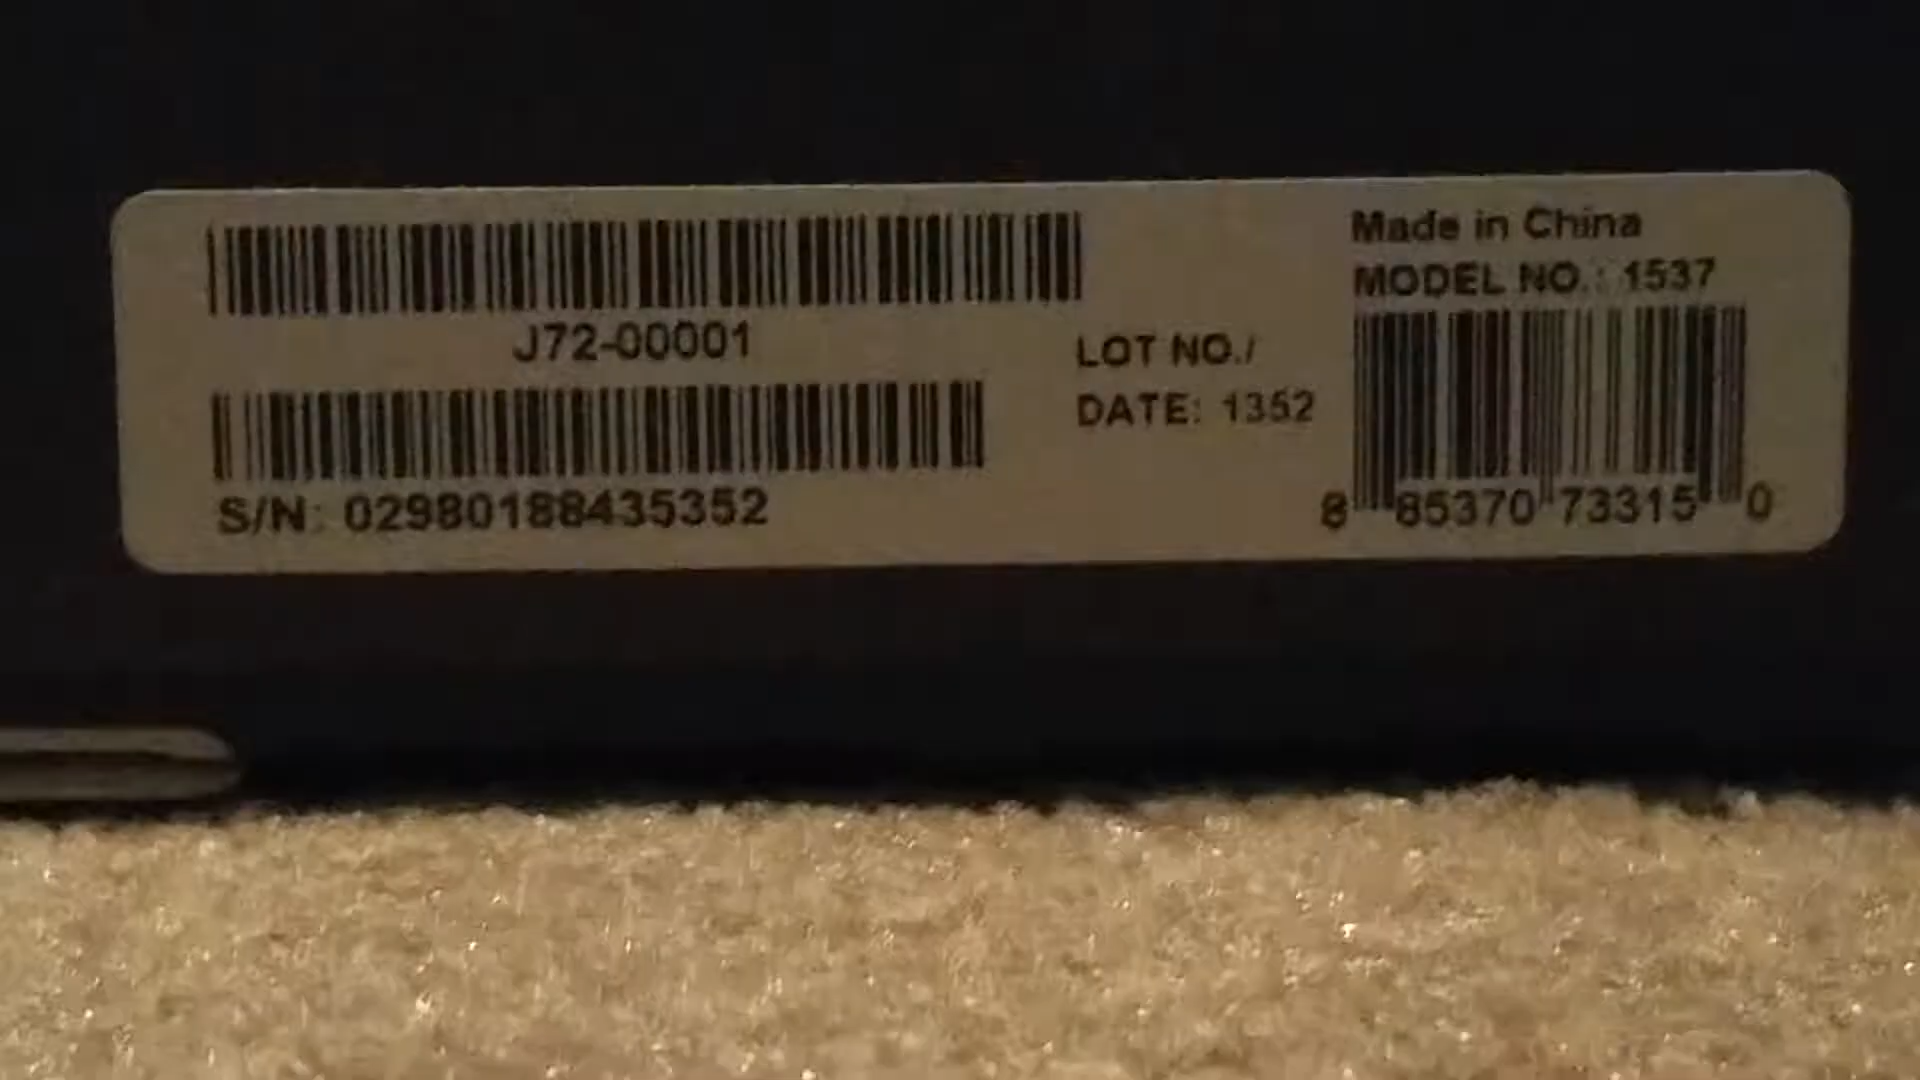 J72-00001
S/N: 02980188435352
LOT NO./
DATE: 1352
Made in China
MODEL NO.: 1537
8 85370 73315 0